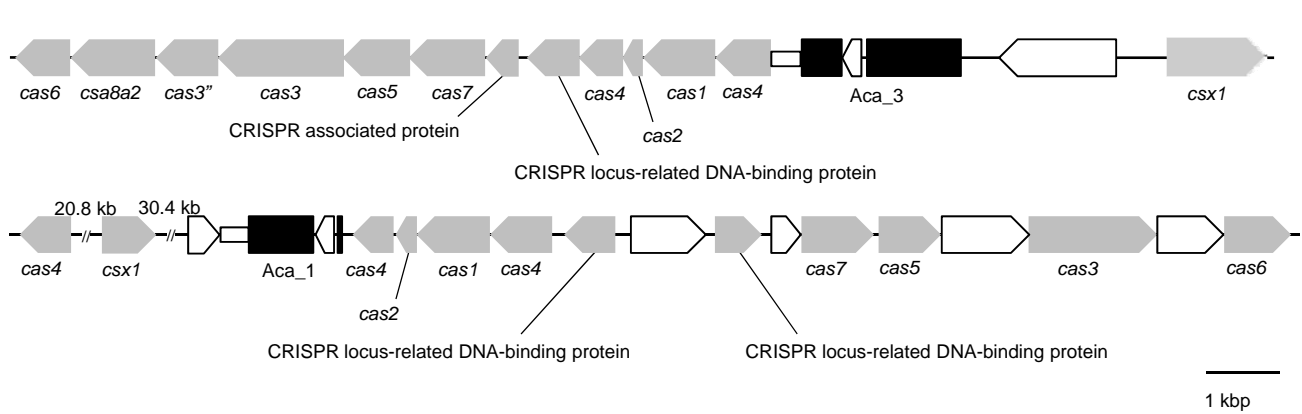 cas6 csa8a2 cas3” cas3 cas5 cas7 cas4 cas1 cas4 Aca_3 csx1
CRISPR associated protein
cas2
CRISPR locus-related DNA-binding protein
20.8 kb 30.4 kb
cas4 csx1 Aca_1 cas4 cas1 cas4 cas7 cas5 cas3 cas6
cas2
CRISPR locus-related DNA-binding protein CRISPR locus-related DNA-binding protein
1 kbp